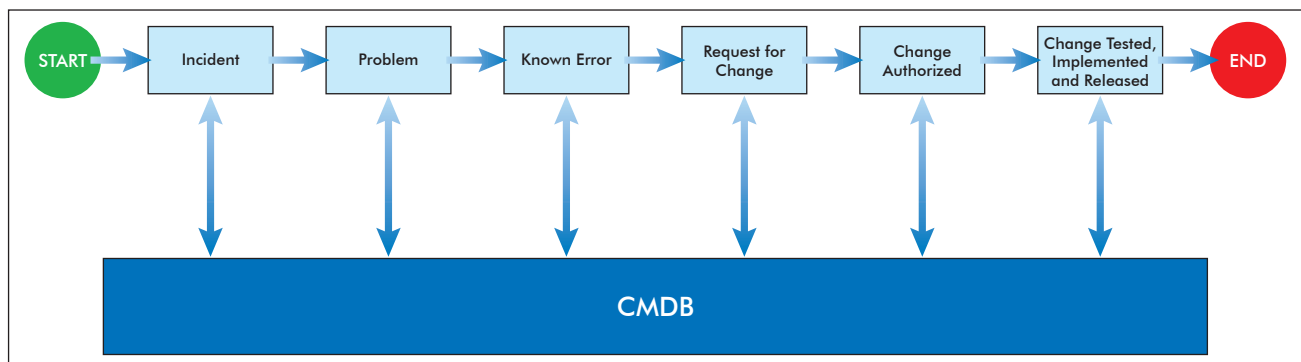 START
Incident
Problem
Known Error
Request for
Change
Change
Authorized
Change Tested,
Implemented
and Released
END
CMDB